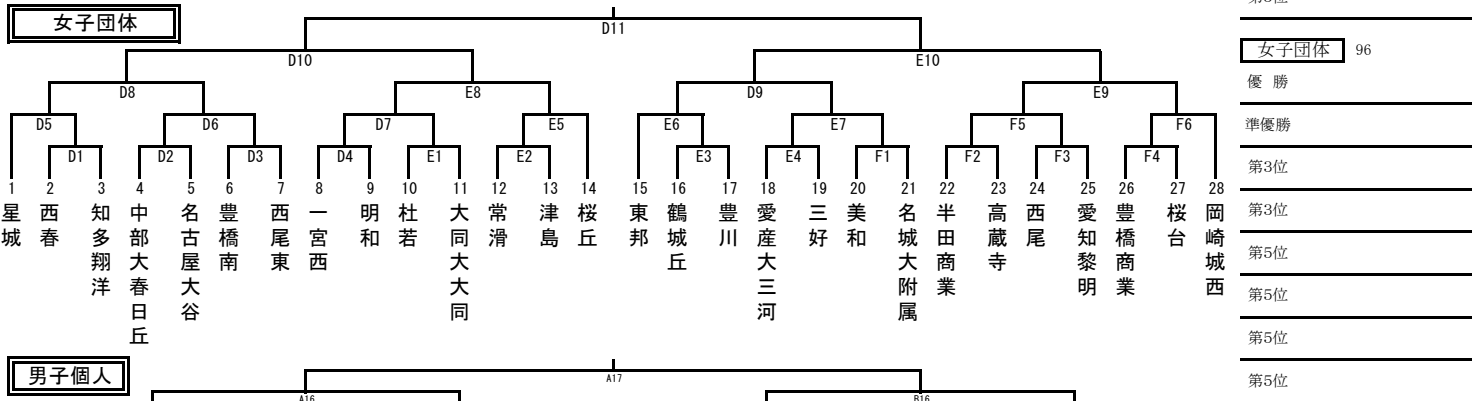 第3位
女子団体
D11
女子団体 96
D10
E10
優 勝
D8
E8
D9
E9
D5
D6
D7
E5
E6
E7
F5
F6
準優勝
D1
D2
D3
D4
E1
E2
E3
E4
F1
F2
F3
F4
第3位
1 2 3 4 5 6 7 8 9 10 11 12 13 14 15 16 17 18 19 20 21 22 23 24 25 26 27 28
星城
西春
知多翔洋
中部大春日丘
名古屋大谷
豊橋南
西尾東
一宮西
明和
杜若
大同大大同
常滑
津島
桜丘
東邦
鶴城丘
豊川
愛産大三河
三好
美和
名城大附属
半田商業
高蔵寺
西尾
愛知黎明
豊橋商業
桜台
岡崎城西
第3位
第5位
第5位
第5位
第5位
男子個人
A17
A16
B16